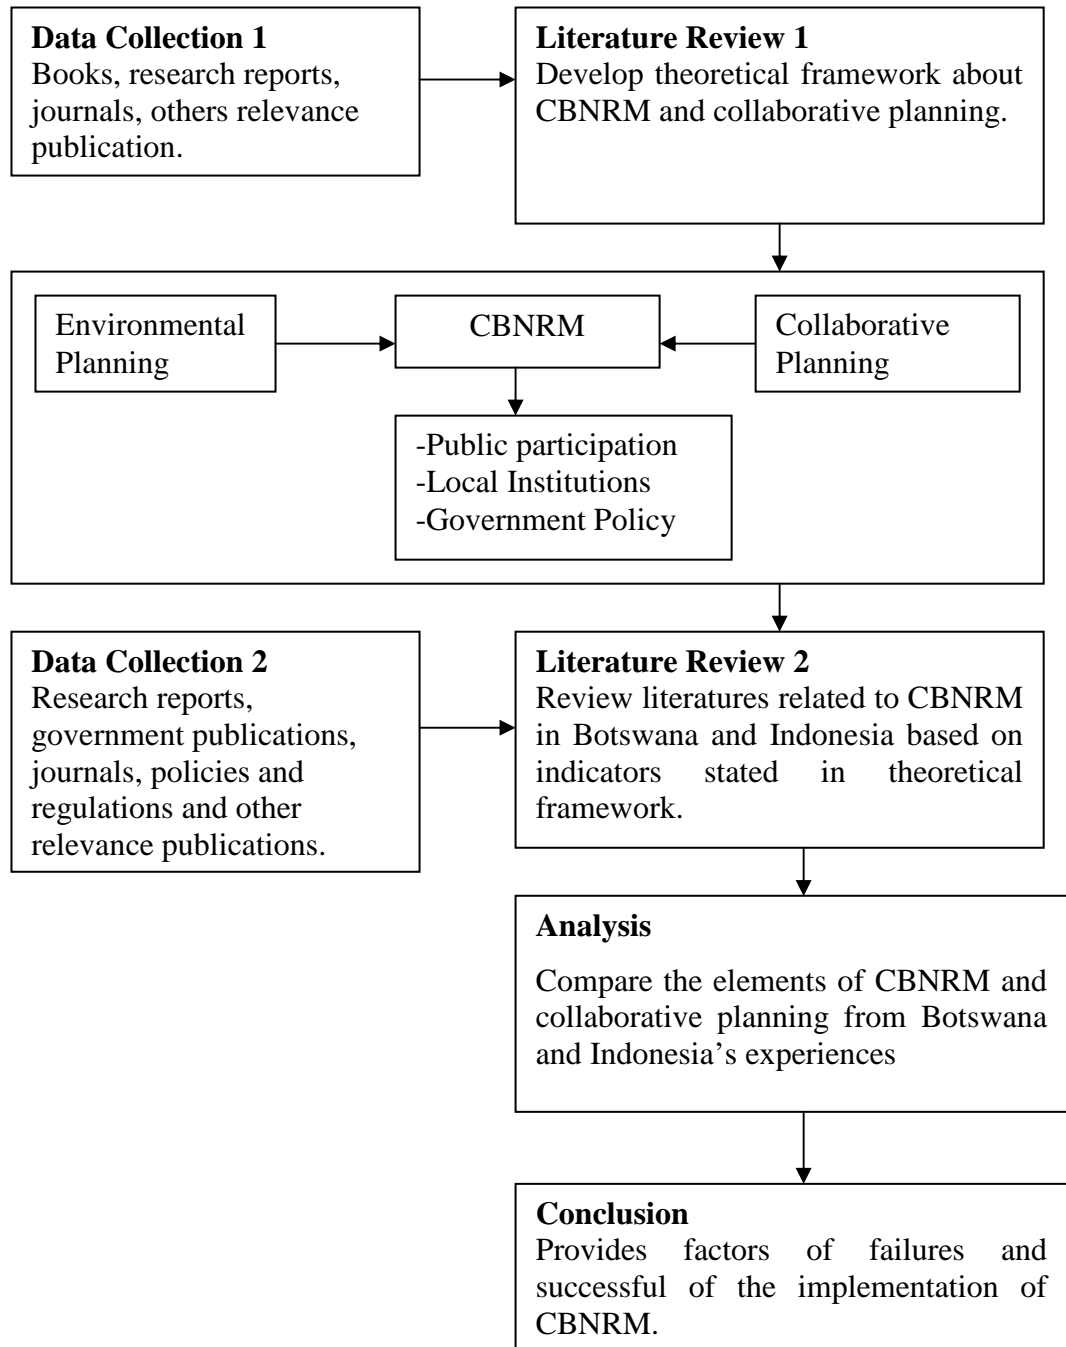 Data Collection 1
Books, research reports,
journals, others relevance
publication.
Literature Review 1
Develop theoretical framework about
CBNRM and collaborative planning.
Environmental
Planning
CBNRM
Collaborative
Planning
-Public participation
-Local Institutions
-Government Policy
Data Collection 2
Research reports,
government publications,
journals, policies and
regulations and other
relevance publications.
Literature Review 2
Review literatures related to CBNRM
in Botswana and Indonesia based on
indicators stated in theoretical
framework.
Analysis
Compare the elements of CBNRM and
collaborative planning from Botswana
and Indonesia’s experiences
Conclusion
Provides factors of failures and
successful of the implementation of
CBNRM.